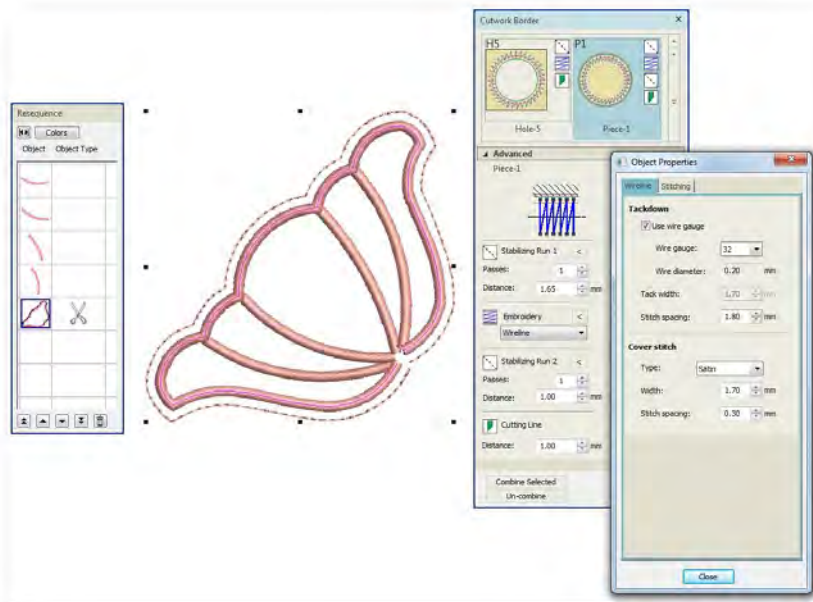 Cutwork Border
H5
P1
Hole-5
Piece-1
Resequence
Colors
Object Object Type
Advanced
Piece-1
Stabilizing Run 1 <
Passes: 1
Distance: 1.65 mm
Embroidery <
Wireline
Stabilizing Run 2 <
Passes: 1
Distance: 1.00 mm
Cutting Line
Distance: 1.00 mm
Combine Selected
Un-combine
Object Properties
Wireline Stitching
Tackdown
Use wire gauge
Wire gauge: 32
Wire diameter: 0.20 mm
Tack width: 1.70 mm
Stitch spacing: 1.80 mm
Cover stitch
Type: Satin
Width: 1.70 mm
Stitch spacing: 0.30 mm
Close